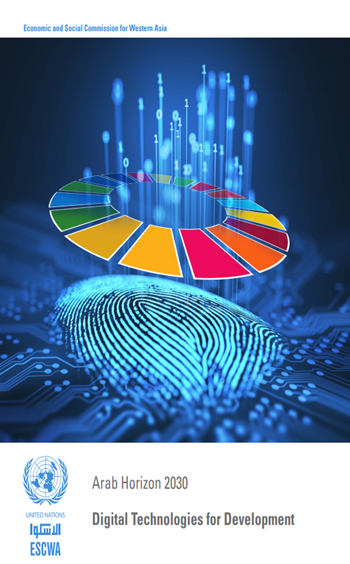 Economic and Social Commission for Western Asia
Arab Horizon 2030
Digital Technologies for Development
UNITED NATIONS
الاسكوا
ESCWA